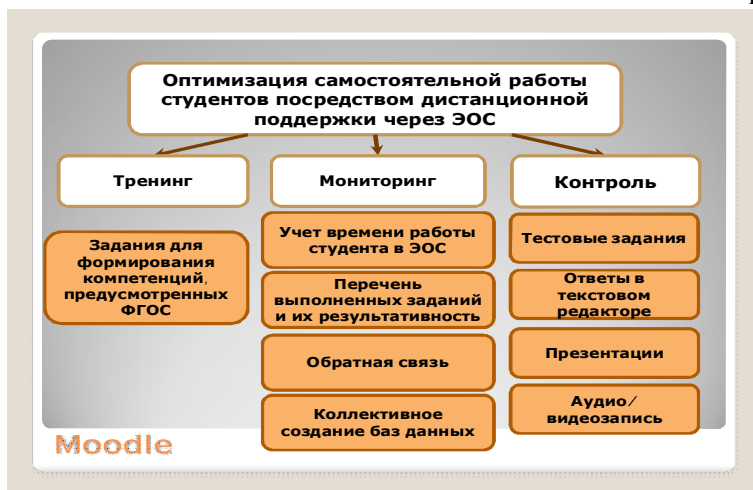 Оптимизация самостоятельной работы
студентов посредством дистанционной
поддержки через ЭОС
Тренинг
Мониторинг
Контроль
Задания для
формирования
компетенций,
предусмотренных
ФГОС
Учет времени работы
студента в ЭОС
Перечень
выполненных заданий
и их результативность
Обратная связь
Коллективное
создание баз данных
Тестовые задания
Ответы в
текстовом
редакторе
Презентации
Аудио/
видеозапись
Moodle